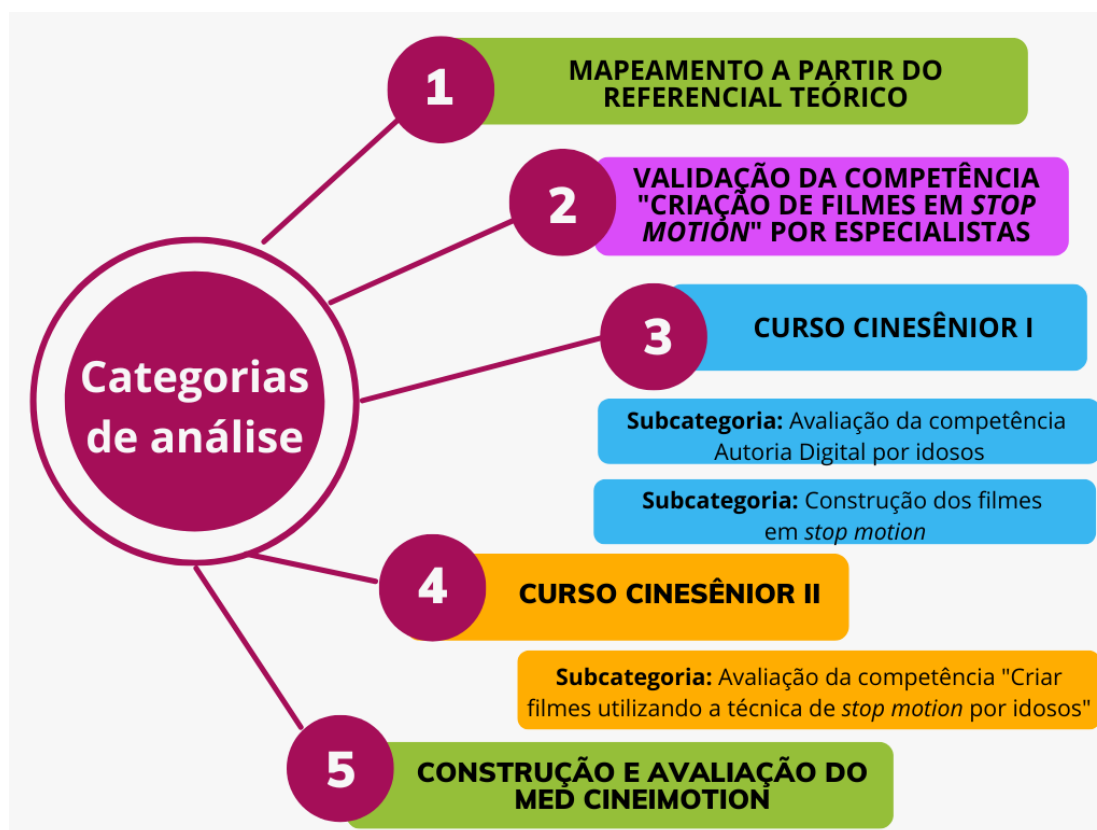 Categorias
de análise
1
MAPEAMENTO A PARTIR DO
REFERENCIAL TEÓRICO
2
VALIDAÇÃO DA COMPETÊNCIA
"CRIAÇÃO DE FILMES EM STOP
MOTION" POR ESPECIALISTAS
3
CURSO CINESÊNIOR I
Subcategoria: Avaliação da competência
Autoria Digital por idosos
Subcategoria: Construção dos filmes
em stop motion
4
CURSO CINESÊNIOR II
Subcategoria: Avaliação da competência "Criar
filmes utilizando a técnica de stop motion por idosos"
5
CONSTRUÇÃO E AVALIAÇÃO DO
MED CINEIMOTION